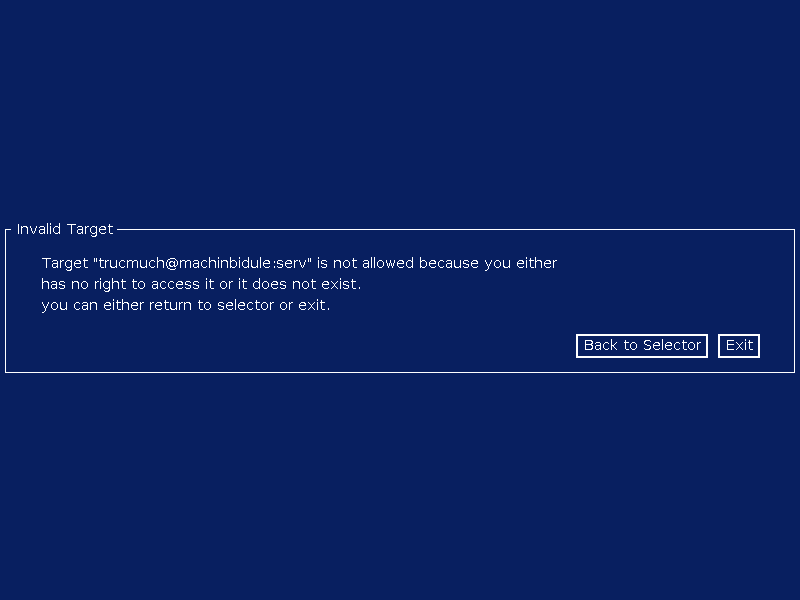 Invalid Target
Target "trucmuch@machinbidule:serv" is not allowed because you either
has no right to access it or it does not exist.
you can either return to selector or exit.
Back to Selector
Exit